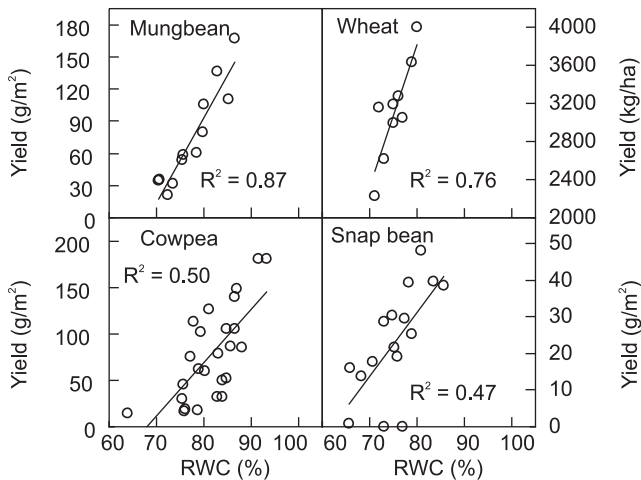 Yield (g/m²)
180
150
120
90
60
30
0
Mungbean
R² = 0.87
Wheat
R² = 0.76
4000
3600
3200
2800
2400
2000
Yield (kg/ha)
Yield (g/m²)
200
150
100
50
0
Cowpea
R² = 0.50
Snap bean
R² = 0.47
50
40
30
20
10
0
Yield (g/m²)
60 70 80 90 100
60 70 80 90 100
RWC (%)
RWC (%)